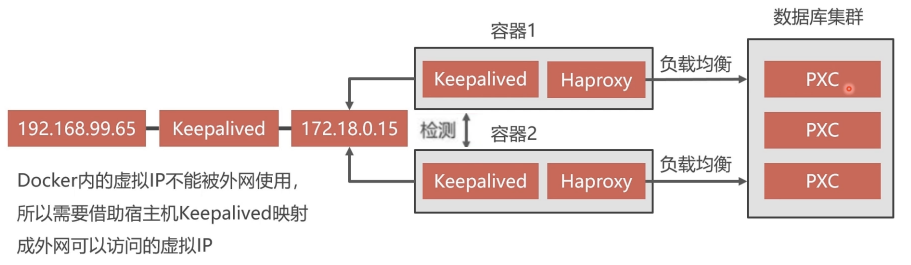 数据库集群
容器1
Keepalived
Haproxy
负载均衡
PXC
192.168.99.65
Keepalived
172.18.0.15
检测
容器2
PXC
Keepalived
Haproxy
负载均衡
PXC
Docker内的虚拟IP不能被外网使用，
所以需要借助宿主机Keepalived映射
成外网可以访问的虚拟IP